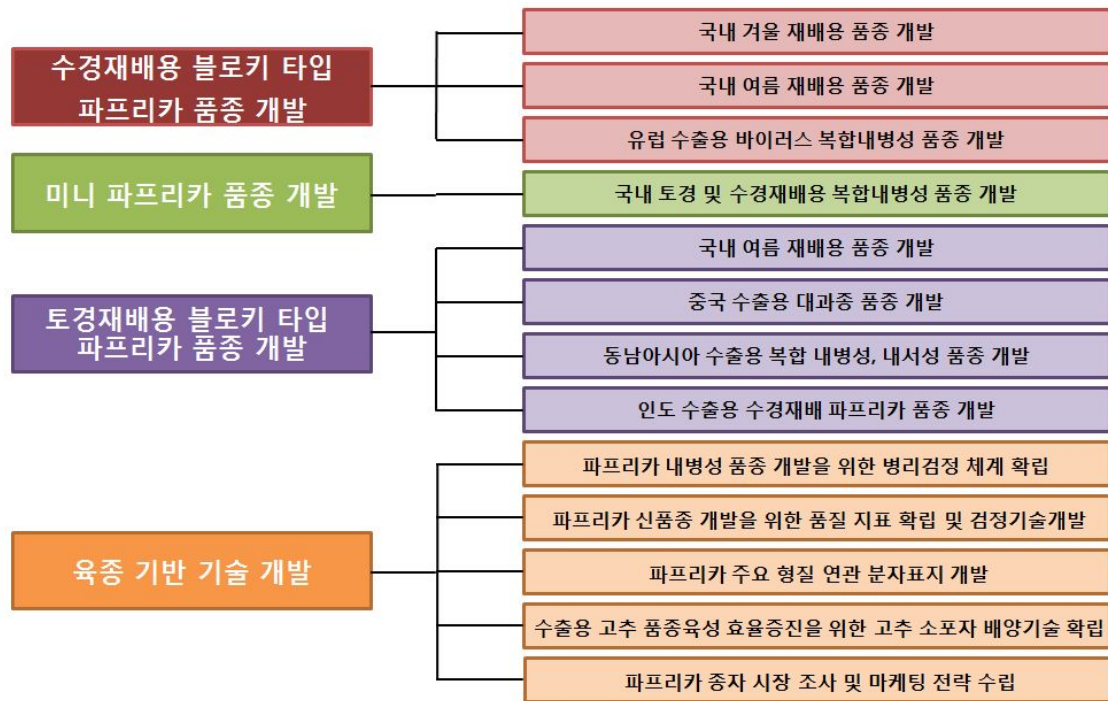 수경재배용 블로키 타입
파프리카 품종 개발
국내 겨울 재배용 품종 개발
국내 여름 재배용 품종 개발
유럽 수출용 바이러스 복합내병성 품종 개발
미니 파프리카 품종 개발
국내 토경 및 수경재배용 복합내병성 품종 개발
토경재배용 블로키 타입
파프리카 품종 개발
국내 여름 재배용 품종 개발
중국 수출용 대과종 품종 개발
동남아시아 수출용 복합 내병성, 내서성 품종 개발
인도 수출용 수경재배 파프리카 품종 개발
육종 기반 기술 개발
파프리카 내병성 품종 개발을 위한 병리검정 체계 확립
파프리카 신품종 개발을 위한 품질 지표 확립 및 검정기술개발
파프리카 주요 형질 연관 분자표지 개발
수출용 고추 품종육성 효율증진을 위한 고추 소포자 배양기술 확립
파프리카 종자 시장 조사 및 마케팅 전략 수립